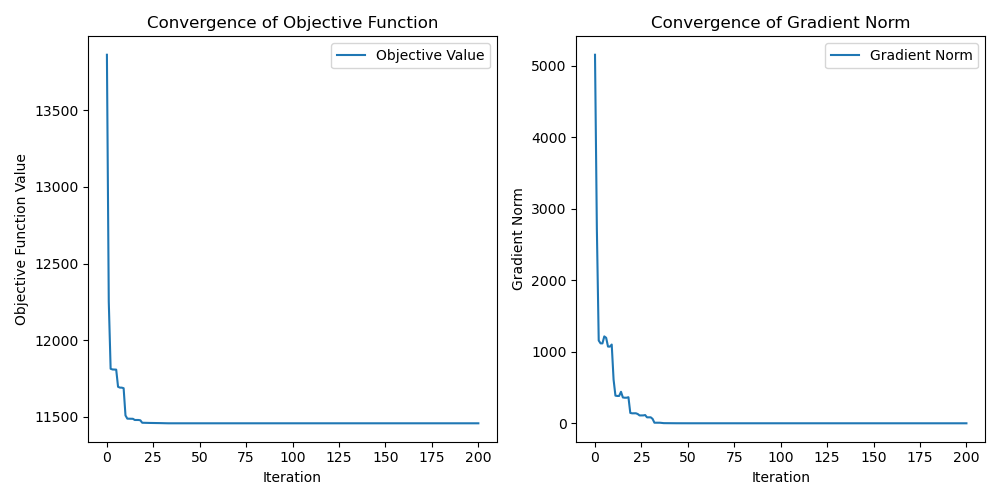 Convergence of Objective Function
Objective Value
13500
13000
12500
12000
11500
Objective Function Value
0 25 50 75 100 125 150 175 200
Iteration
Convergence of Gradient Norm
Gradient Norm
5000
4000
3000
2000
1000
0
Gradient Norm
0 25 50 75 100 125 150 175 200
Iteration